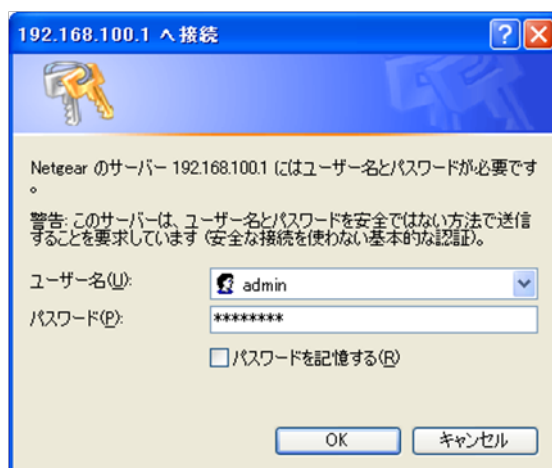 192.168.100.1 へ接続
Netgear のサーバー 192.168.100.1 にはユーザー名とパスワードが必要です
。
警告: このサーバーは、ユーザー名とパスワードを安全ではない方法で送信
することを要求しています (安全な接続を使わない基本的な認証)。
ユーザー名(U):
admin
パスワード(P):
********
パスワードを記憶する(R)
OK
キャンセル